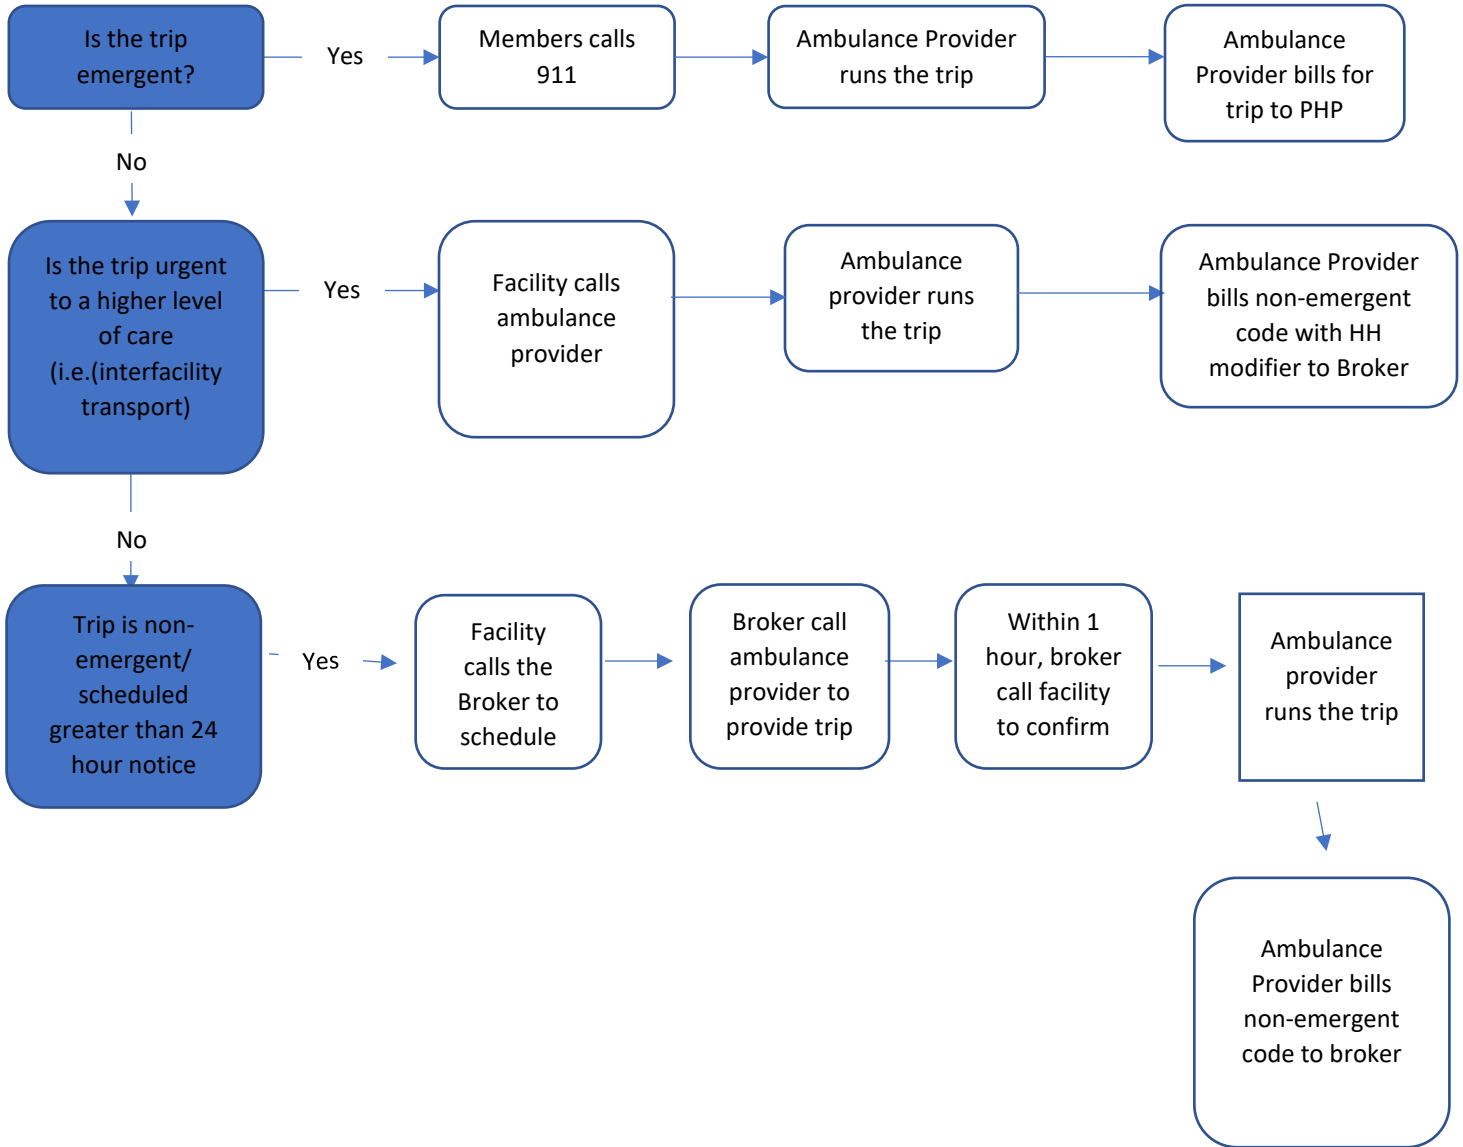 Is the trip
emergent?
Yes
Members calls
911
Ambulance Provider
runs the trip
Ambulance
Provider bills for
trip to PHP
No
Is the trip urgent
to a higher level
of care
(i.e.(interfacility
transport)
Yes
Facility calls
ambulance
provider
Ambulance
provider runs
the trip
Ambulance Provider
bills non-emergent
code with HH
modifier to Broker
No
Trip is non-
emergent/
scheduled
greater than 24
hour notice
Yes
Facility
calls the
Broker to
schedule
Broker call
ambulance
provider to
provide trip
Within 1
hour, broker
call facility
to confirm
Ambulance
provider
runs the trip
Ambulance
Provider bills
non-emergent
code to broker